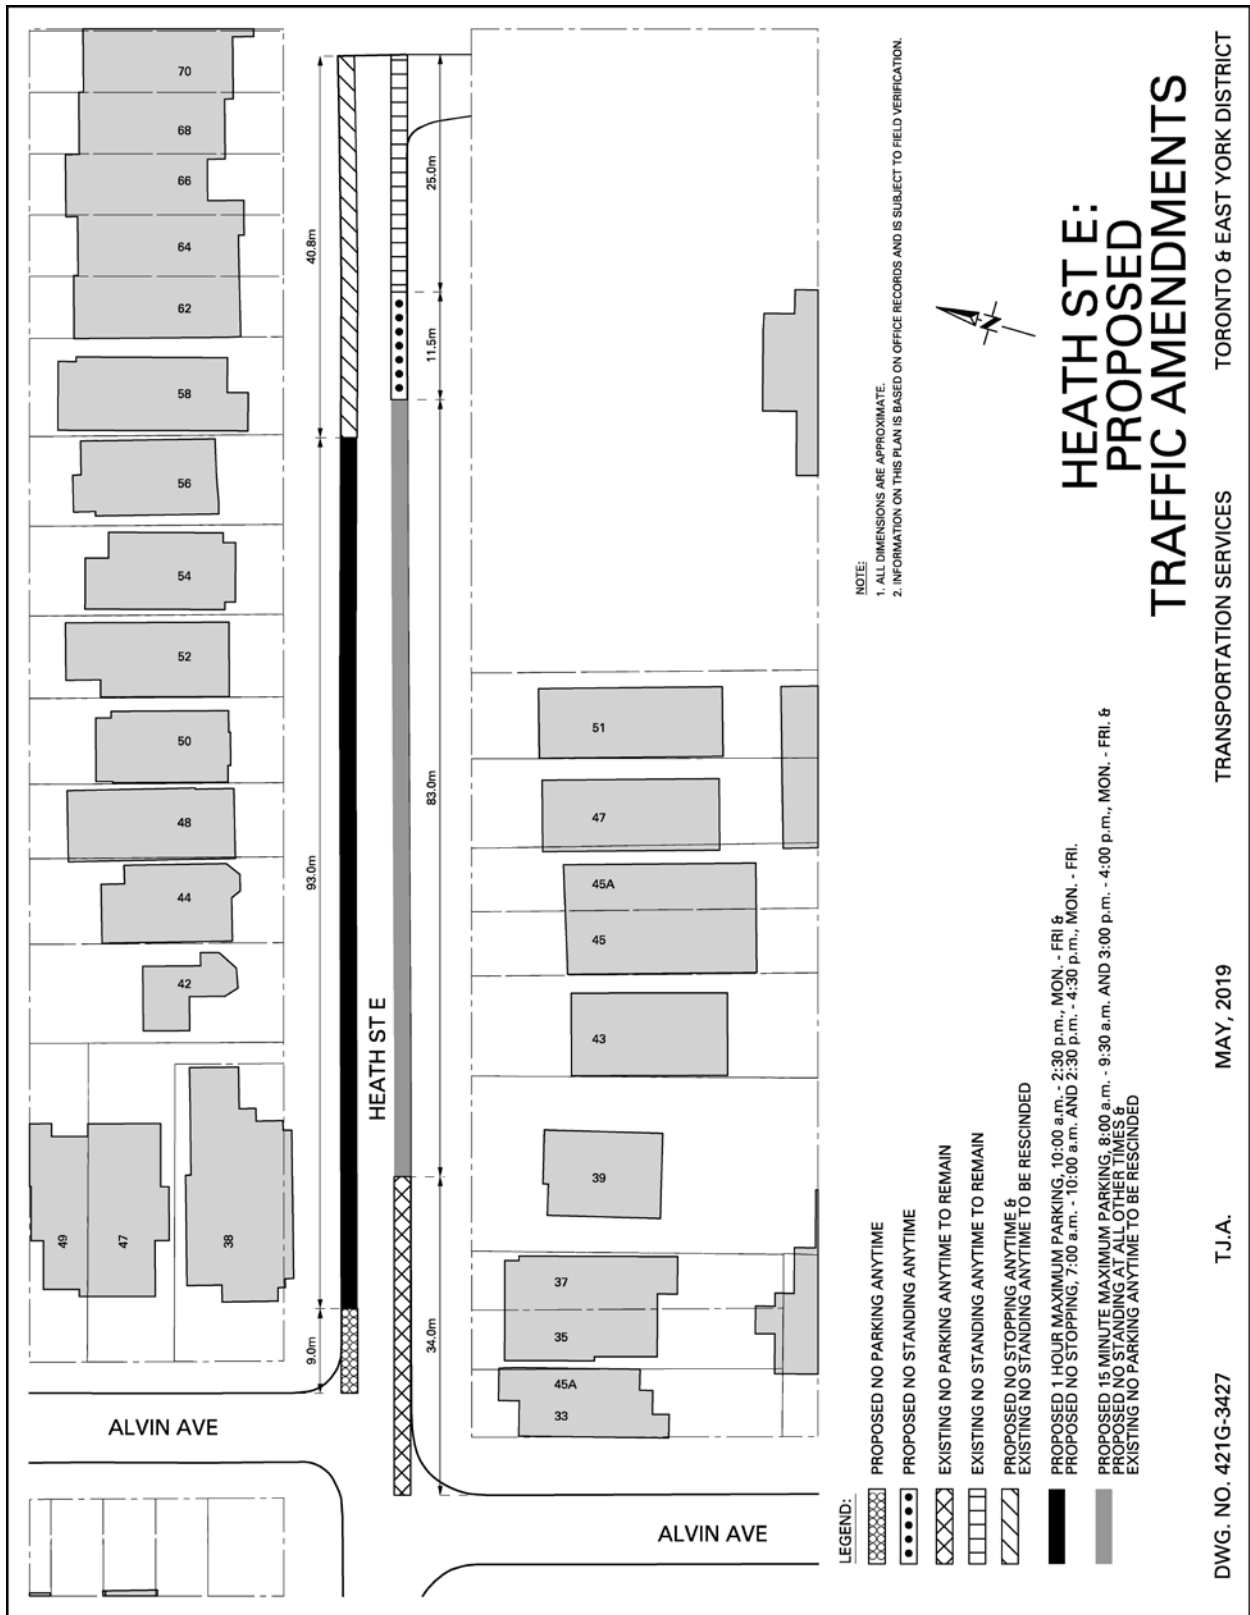 70
68
66
64
62
58
56
54
52
50
48
44
42
49
47
38
40.8m
93.0m
9.0m
HEATH ST E
25.0m
11.5m
83.0m
34.0m
51
47
45A
45
43
39
37
35
45A
33
ALVIN AVE
ALVIN AVE
NOTE:
1. ALL DIMENSIONS ARE APPROXIMATE.
2. INFORMATION ON THIS PLAN IS BASED ON OFFICE RECORDS AND IS SUBJECT TO FIELD VERIFICATION.
N
LEGEND:
PROPOSED NO PARKING ANYTIME
PROPOSED NO STANDING ANYTIME
EXISTING NO PARKING ANYTIME TO REMAIN
EXISTING NO STANDING ANYTIME TO REMAIN
PROPOSED NO STOPPING ANYTIME &
EXISTING NO STANDING ANYTIME TO BE RESCINDED
PROPOSED 1 HOUR MAXIMUM PARKING, 10:00 a.m. - 2:30 p.m., MON. - FRI &
PROPOSED NO STOPPING, 7:00 a.m. - 10:00 a.m. AND 2:30 p.m. - 4:30 p.m., MON. - FRI.
PROPOSED 15 MINUTE MAXIMUM PARKING, 8:00 a.m. - 9:30 a.m. AND 3:00 p.m. - 4:00 p.m., MON. - FRI. &
PROPOSED NO STANDING AT ALL OTHER TIMES &
EXISTING NO PARKING ANYTIME TO BE RESCINDED
HEATH ST E:
PROPOSED
TRAFFIC AMENDMENTS
DWG. NO. 421G-3427 T.J.A. MAY, 2019 TRANSPORTATION SERVICES TORONTO & EAST YORK DISTRICT